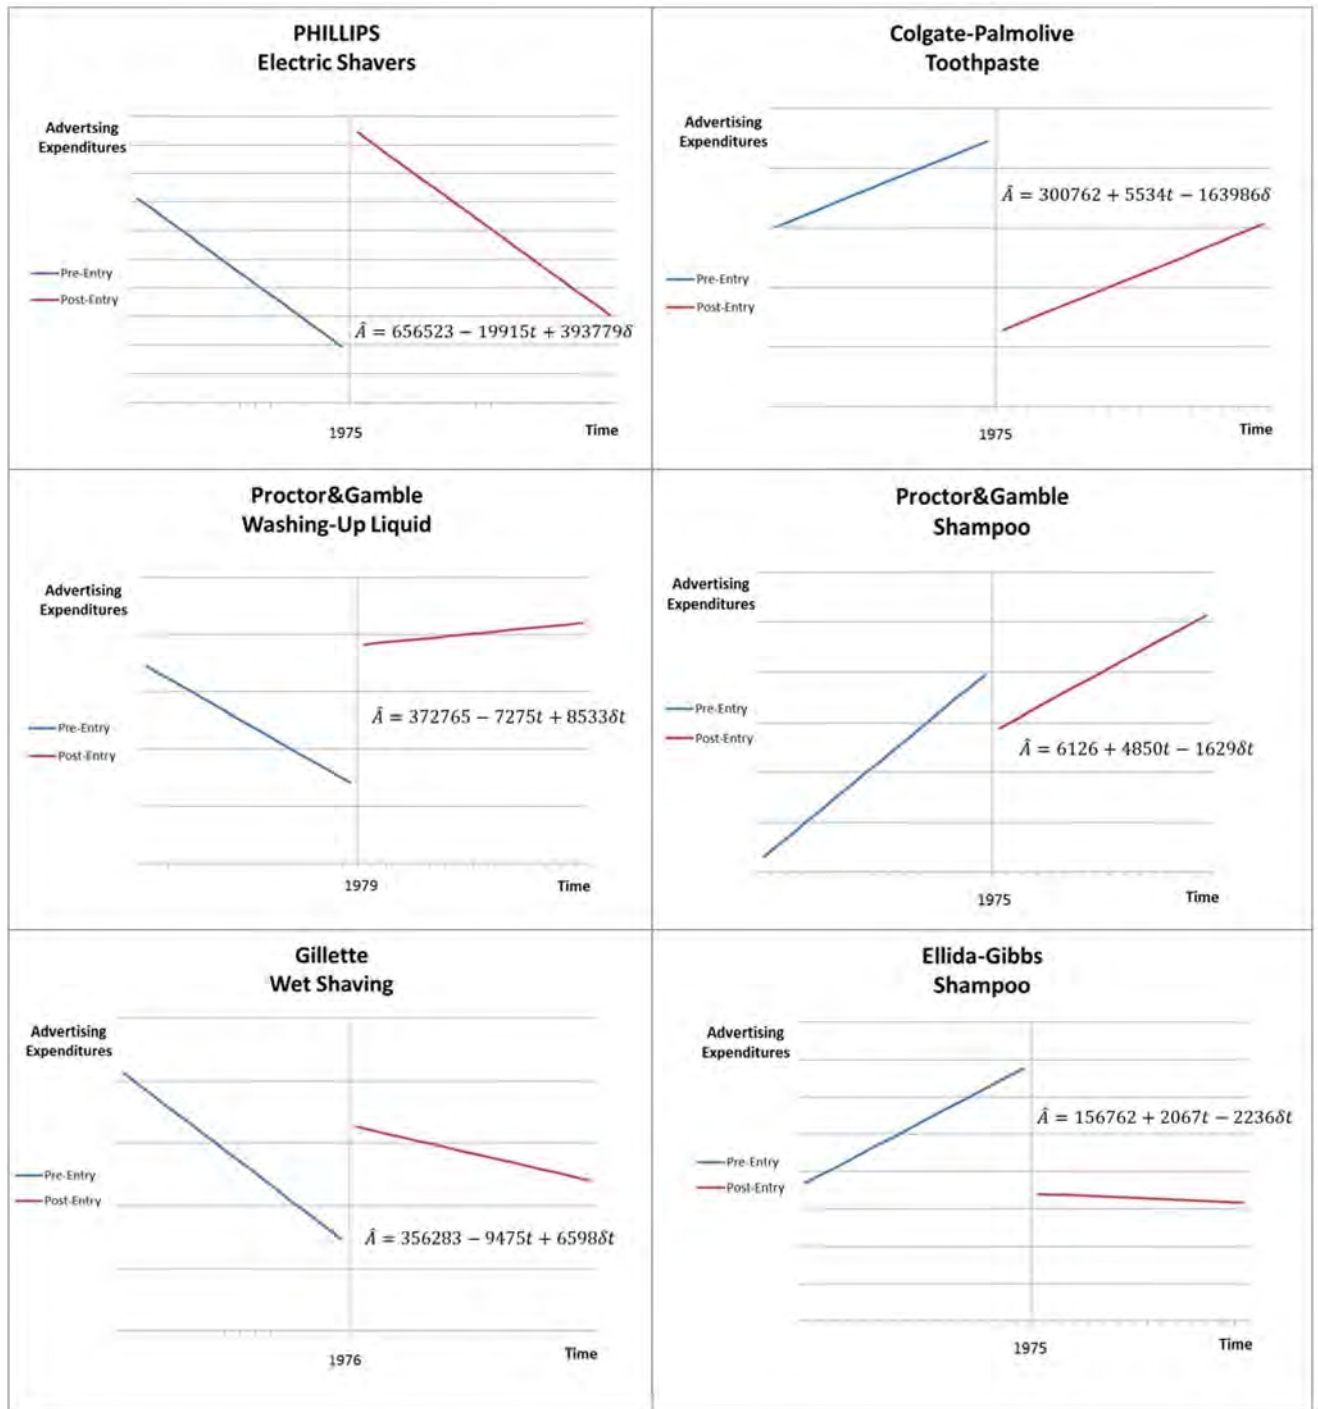 PHILLIPS
Electric Shavers
Advertsing
Expenditures
Pre-Entry
Post-Entry
Â = 656523 − 19915t + 393779δ
1975
Time
Colgate-Palmolive
Toothpaste
Advertising
Expenditures
Â = 300762 + 5534t − 163986δ
Pre-Entry
Post-Entry
1975
Time
Proctor&Gamble
Washing-Up Liquid
Advertising
Expenditures
Â = 372765 − 7275t + 8533δt
Pre-Entry
Post-Entry
1979
Time
Proctor&Gamble
Shampoo
Advertising
Expenditures
Pre-Entry
Post-Entry
Â = 6126 + 4850t − 1629δt
1975
Time
Gillette
Wet Shaving
Advertising
Expenditures
Pre-Entry
Post-Entry
Â = 356283 − 9475t + 6598δt
1976
Time
Ellida-Gibbs
Shampoo
Advertising
Expenditures
Â = 156762 + 2067t − 2236δt
Pre-Entry
Post-Entry
1975
Time